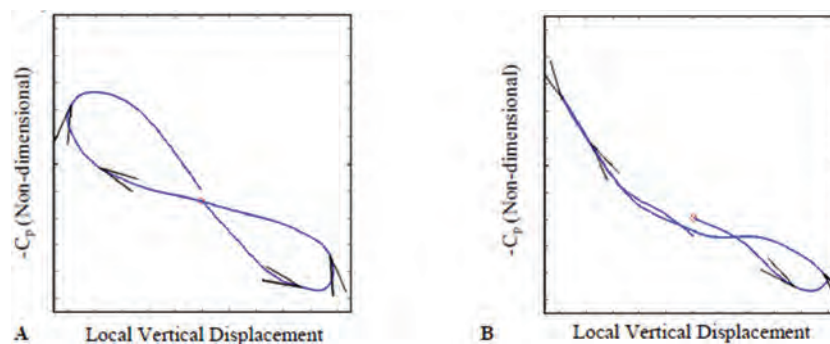 -Cp (Non-dimensional)
A
Local Vertical Displacement
-Cp (Non-dimensional)
B
Local Vertical Displacement